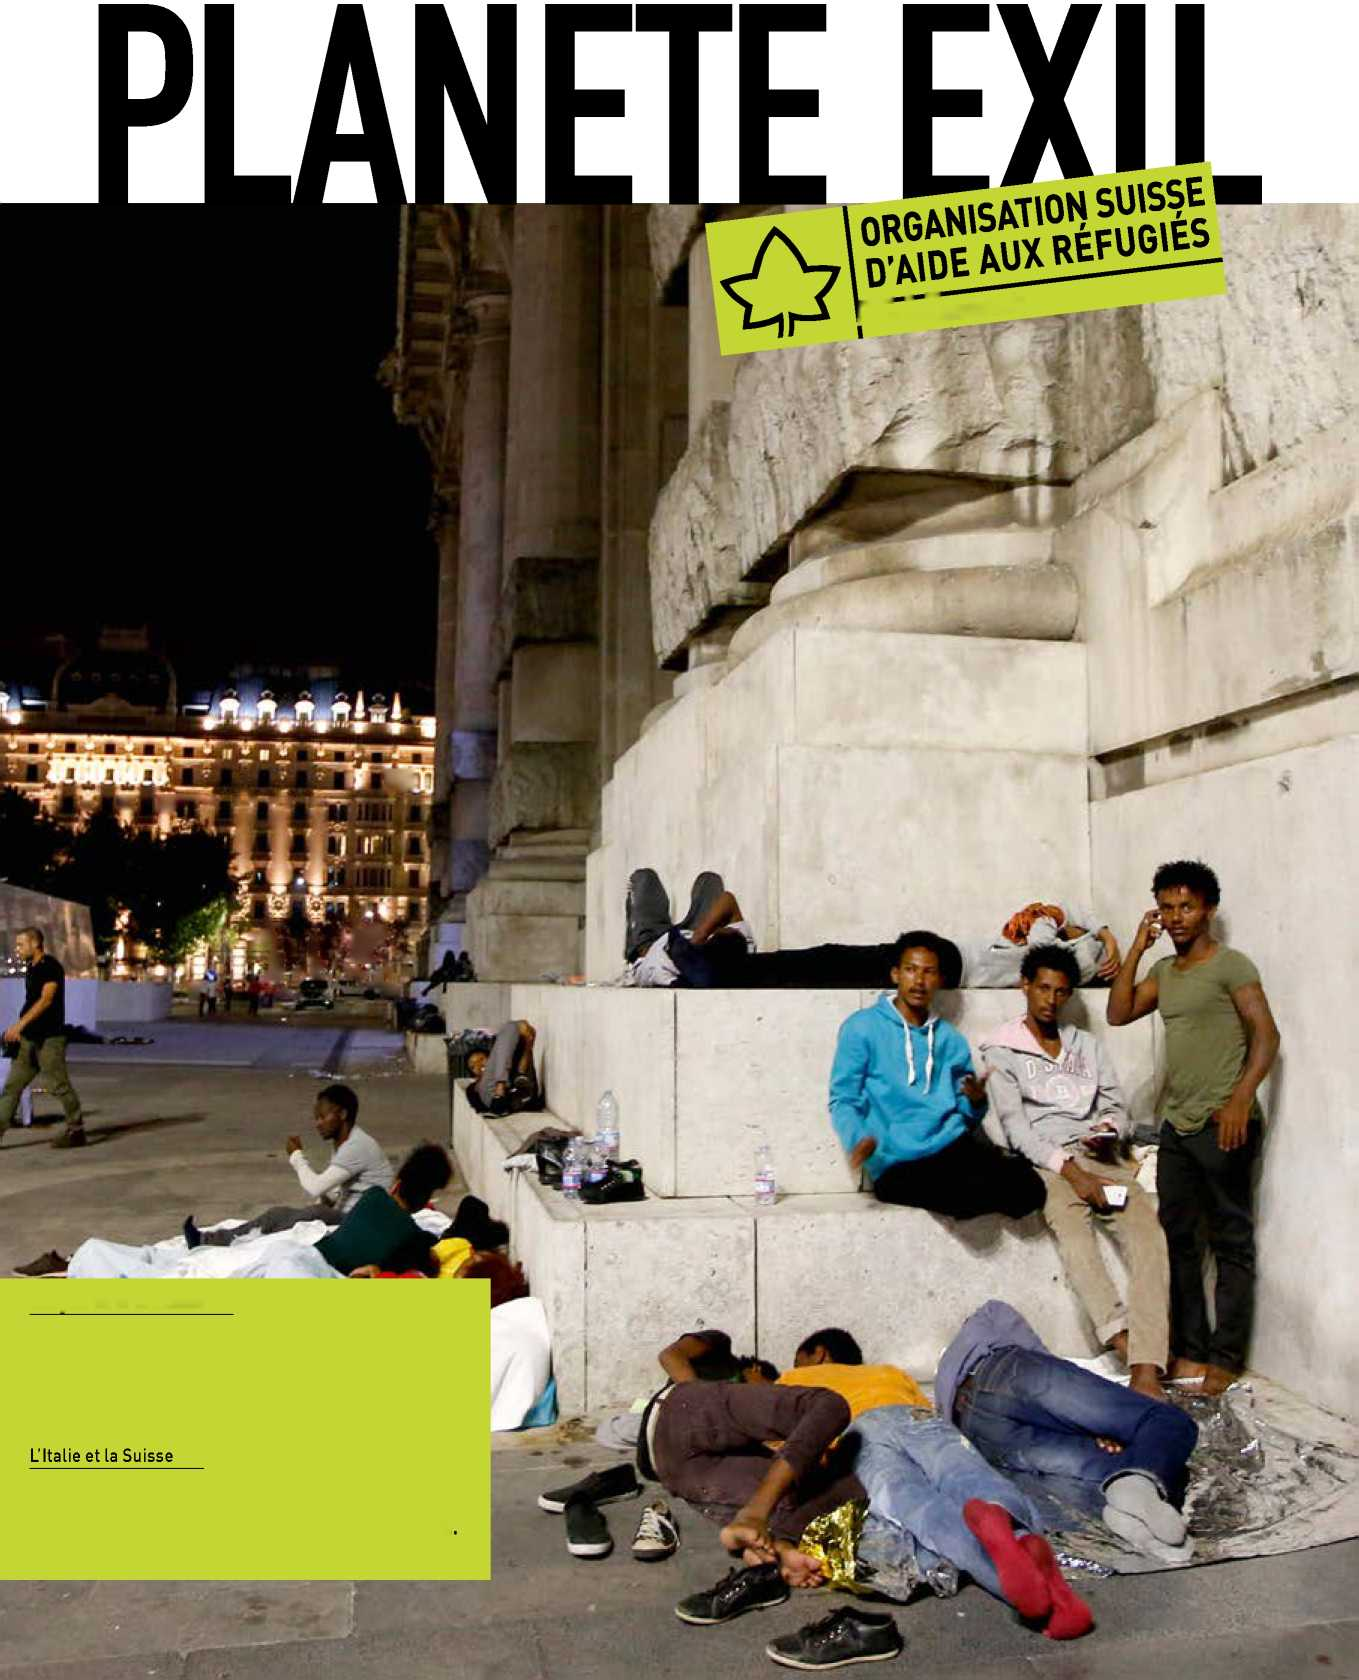 PLANETE EXIL
ORGANISATION SUISSE
D'AIDE AUX RÉFUGIÉS
L'Italie et la Suisse